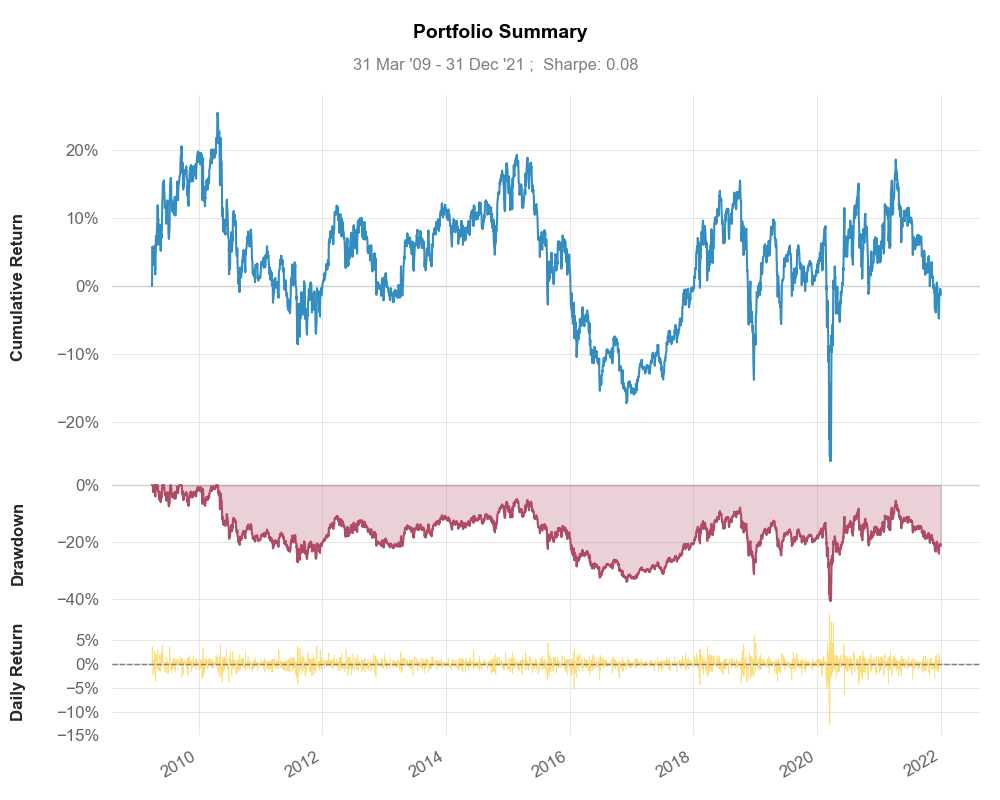 Portfolio Summary
31 Mar '09 - 31 Dec '21 ;  Sharpe: 0.08
Cumulative Return
20%
10%
0%
−10%
−20%
Drawdown
0%
−20%
−40%
Daily Return
5%
0%
−5%
−10%
−15%
2010 2012 2014 2016 2018 2020 2022